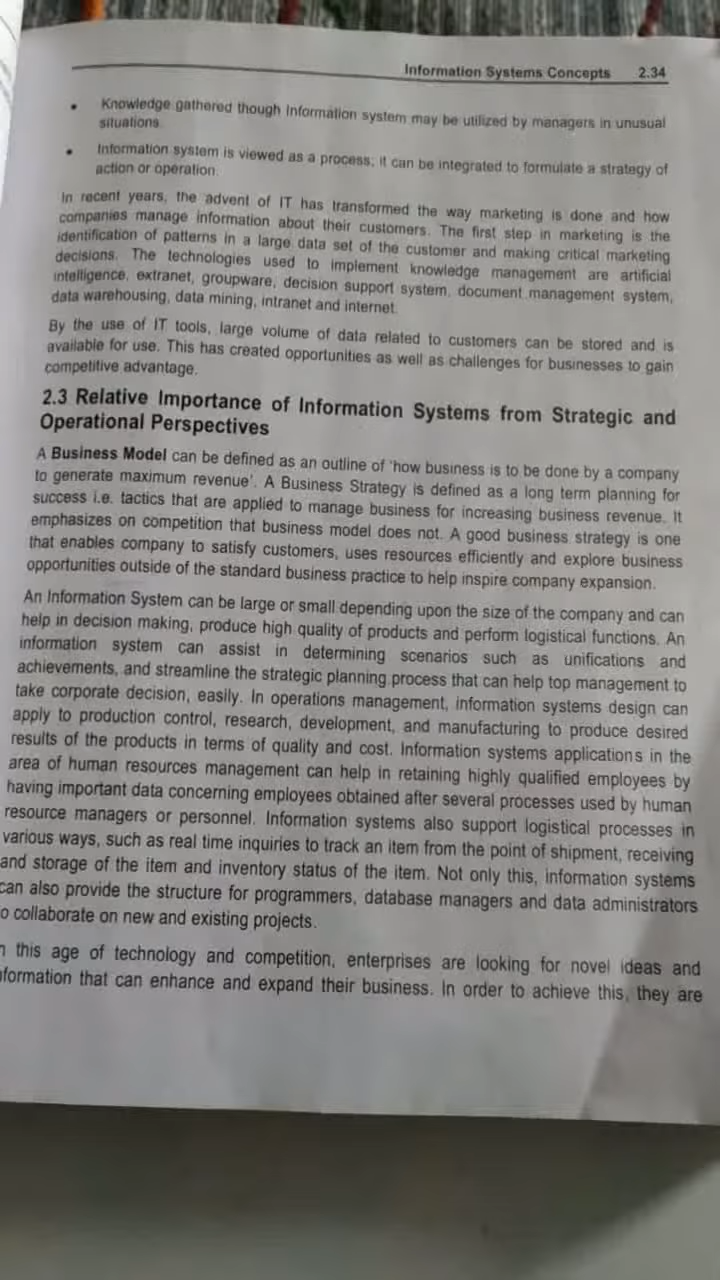 Information Systems Concepts 2.34
• Knowledge gathered though Information system may be utilized by managers in unusual
situations.
• Information system is viewed as a process; it can be integrated to formulate a strategy of
action or operation.
In recent years, the advent of IT has transformed the way marketing is done and how
companies manage information about their customers. The first step in marketing is the
identification of patterns in a large data set of the customer and making critical marketing
decisions. The technologies used to implement knowledge management are artificial
intelligence, extranet, groupware, decision support system, document management system,
data warehousing, data mining, intranet and internet.
By the use of IT tools, large volume of data related to customers can be stored and is
available for use. This has created opportunities as well as challenges for businesses to gain
competitive advantage.
2.3 Relative Importance of Information Systems from Strategic and
Operational Perspectives
A Business Model can be defined as an outline of 'how business is to be done by a company
to generate maximum revenue'. A Business Strategy is defined as a long term planning for
success i.e. tactics that are applied to manage business for increasing business revenue. It
emphasizes on competition that business model does not. A good business strategy is one
that enables company to satisfy customers, uses resources efficiently and explore business
opportunities outside of the standard business practice to help inspire company expansion.
An Information System can be large or small depending upon the size of the company and can
help in decision making, produce high quality of products and perform logistical functions. An
information system can assist in determining scenarios such as unifications and
achievements, and streamline the strategic planning process that can help top management to
take corporate decision, easily. In operations management, information systems design can
apply to production control, research, development, and manufacturing to produce desired
results of the products in terms of quality and cost. Information systems applications in the
area of human resources management can help in retaining highly qualified employees by
having important data concerning employees obtained after several processes used by human
resource managers or personnel. Information systems also support logistical processes in
various ways, such as real time inquiries to track an item from the point of shipment, receiving
and storage of the item and inventory status of the item. Not only this, information systems
can also provide the structure for programmers, database managers and data administrators
o collaborate on new and existing projects.
n this age of technology and competition, enterprises are looking for novel ideas and
nformation that can enhance and expand their business. In order to achieve this, they are